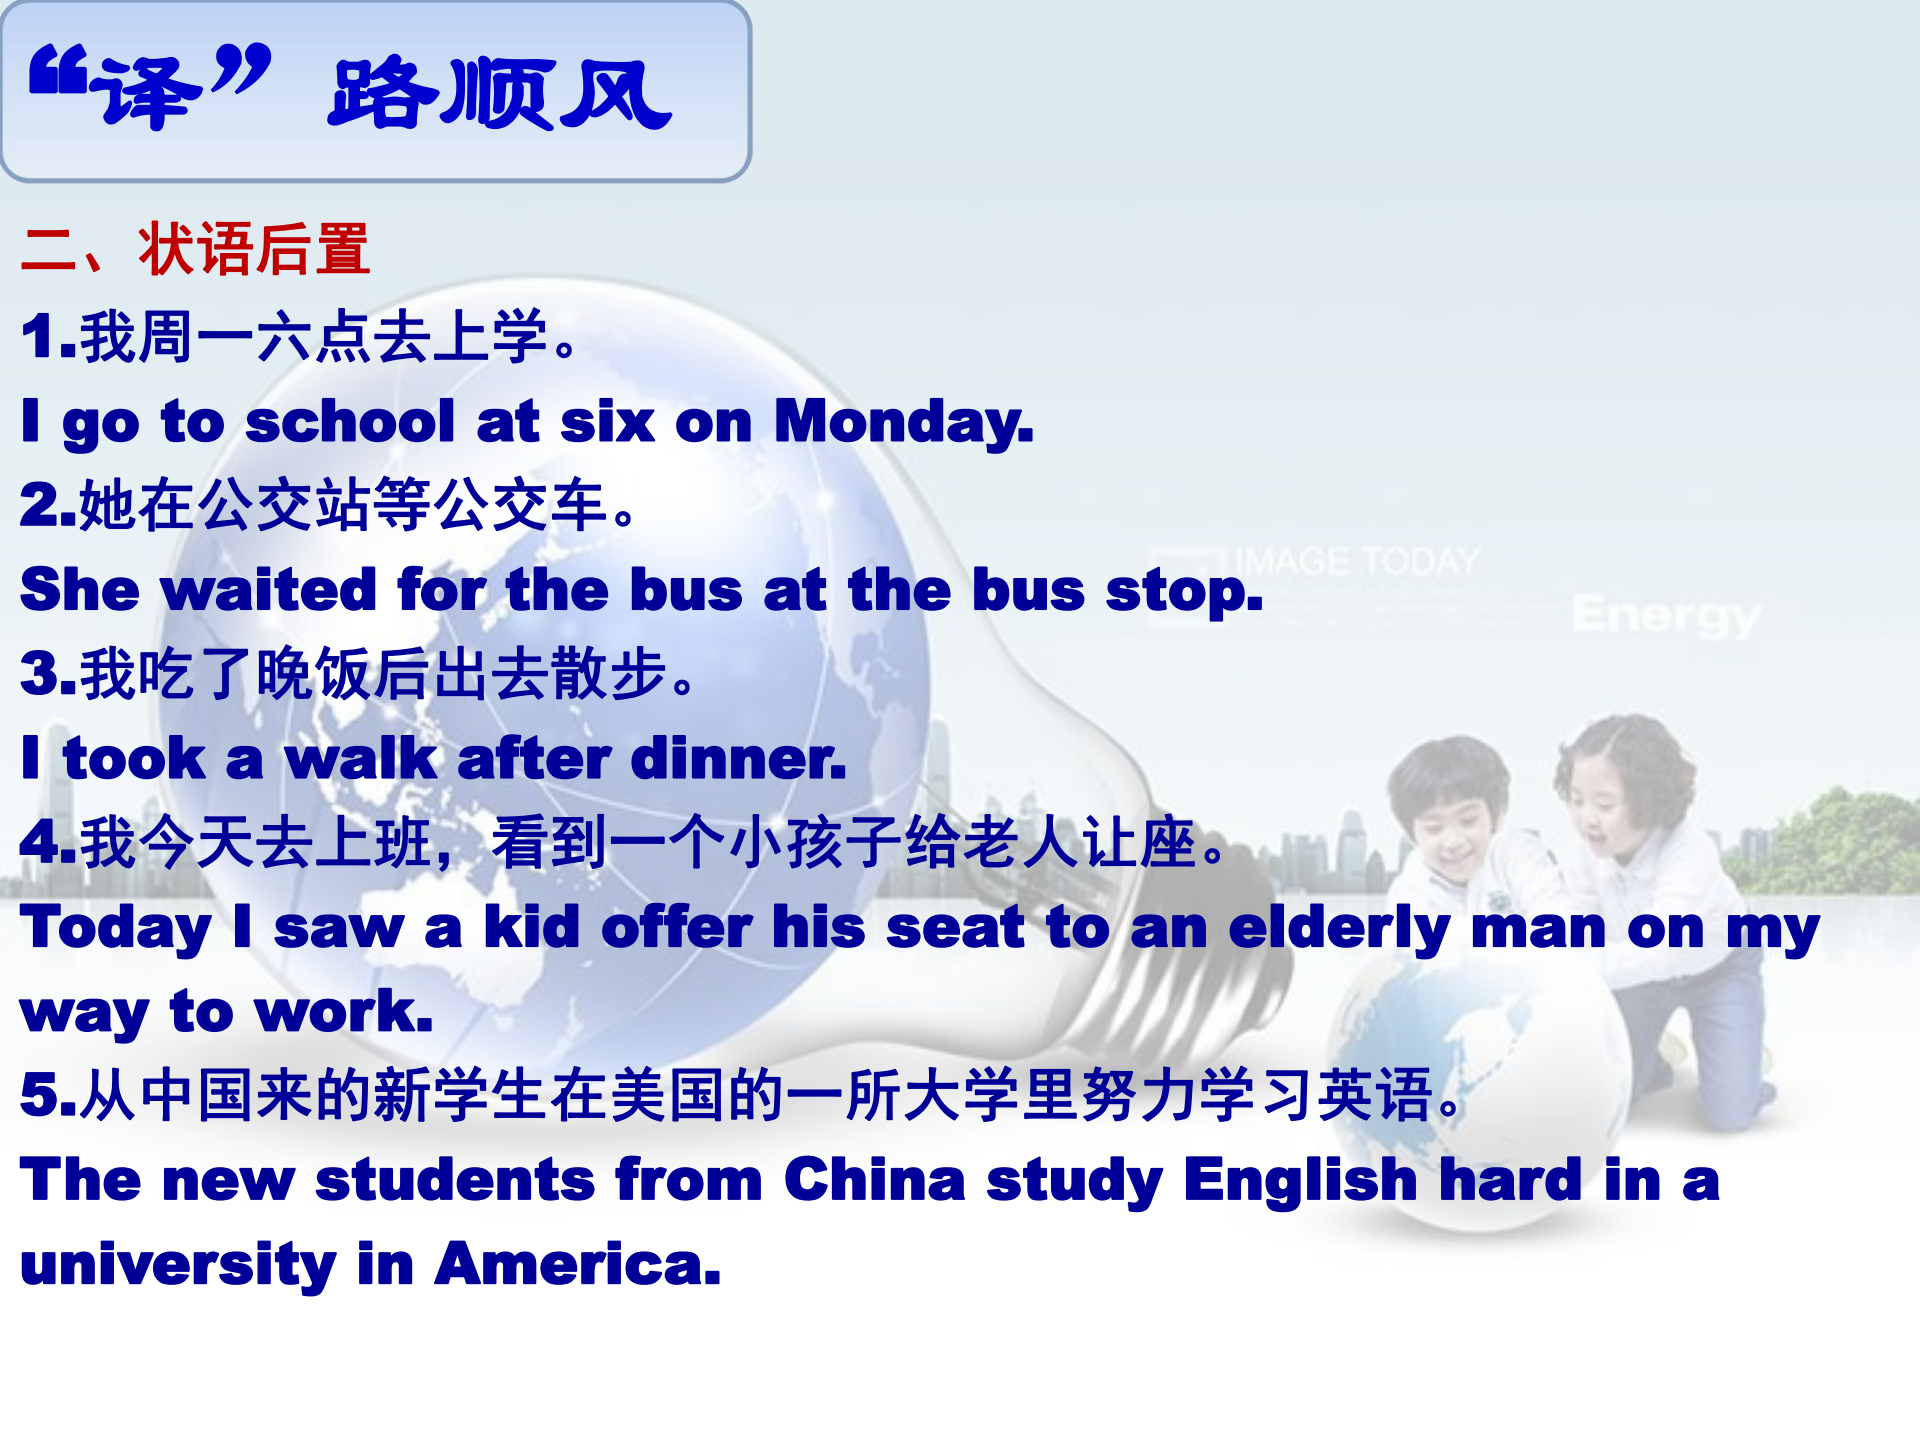 “译”路顺风
二、状语后置
1.我周一六点去上学。
I go to school at six on Monday.
2.她在公交站等公交车。
She waited for the bus at the bus stop.
3.我吃了晚饭后出去散步。
I took a walk after dinner.
4.我今天去上班，看到一个小孩子给老人让座。
Today I saw a kid offer his seat to an elderly man on my
way to work.
5.从中国来的新学生在美国的一所大学里努力学习英语。
The new students from China study English hard in a
university in America.
IMAGE TODAY
Energy